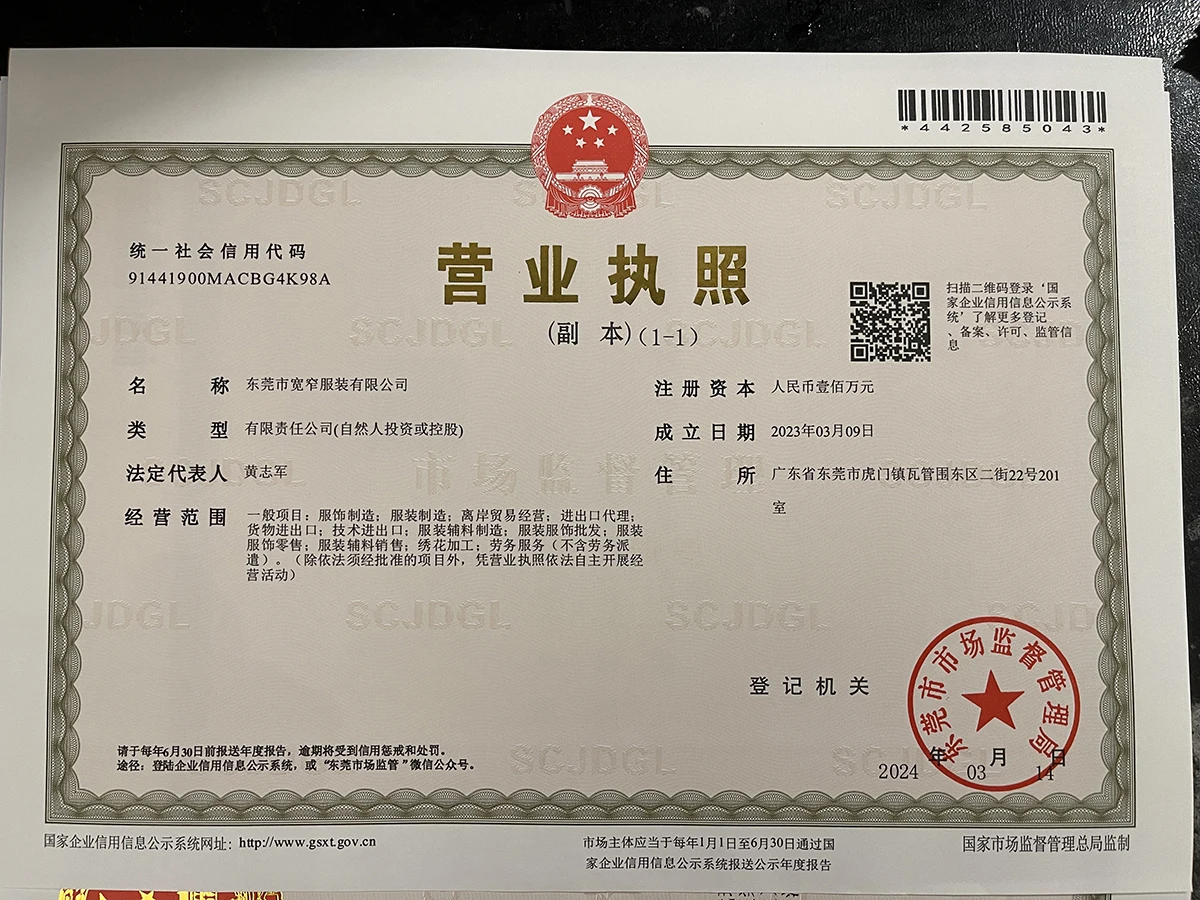 *442585043*
统一社会信用代码
91441900MACBG4K98A
营业执照
(副 本)(1-1)
扫描二维码登录‘国
家企业信用信息公示系
统’了解更多登记
、备案、许可、监管信
息
名 称 东莞市宽窄服装有限公司
类 型 有限责任公司(自然人投资或控股)
法定代表人 黄志军
经营范围 一般项目：服饰制造；服装制造；离岸贸易经营；进出口代理；
货物进出口；技术进出口；服装辅料制造；服装服饰批发；服装
服饰零售；服装辅料销售；绣花加工；劳务服务（不含劳务派
遣）。（除依法须经批准的项目外，凭营业执照依法自主开展经
营活动）
注册资本 人民币壹佰万元
成立日期 2023年03月09日
住 所 广东省东莞市虎门镇瓦管围东区二街22号201
室
SCJDGL
市场监督管理
登记机关
东莞市市场监督管理局
2024年03月14日
请于每年6月30日前报送年度报告，逾期将受到信用惩戒和处罚。
途径：登陆企业信用信息公示系统，或“东莞市场监管”微信公众号。
国家企业信用信息公示系统网址：http://www.gsxt.gov.cn
市场主体应当于每年1月1日至6月30日通过国
家企业信用信息公示系统报送公示年度报告
国家市场监督管理总局监制